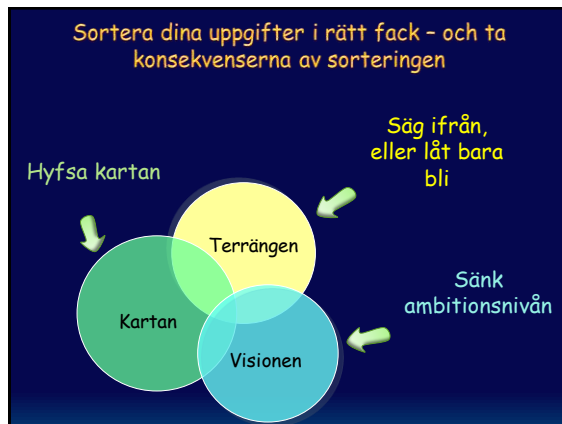 Sortera dina uppgifter i rätt fack – och ta
konsekvenserna av sorteringen
Säg ifrån,
eller låt bara
bli
Hyfsa kartan
Terrängen
Sänk
ambitionsnivån
Kartan
Visionen